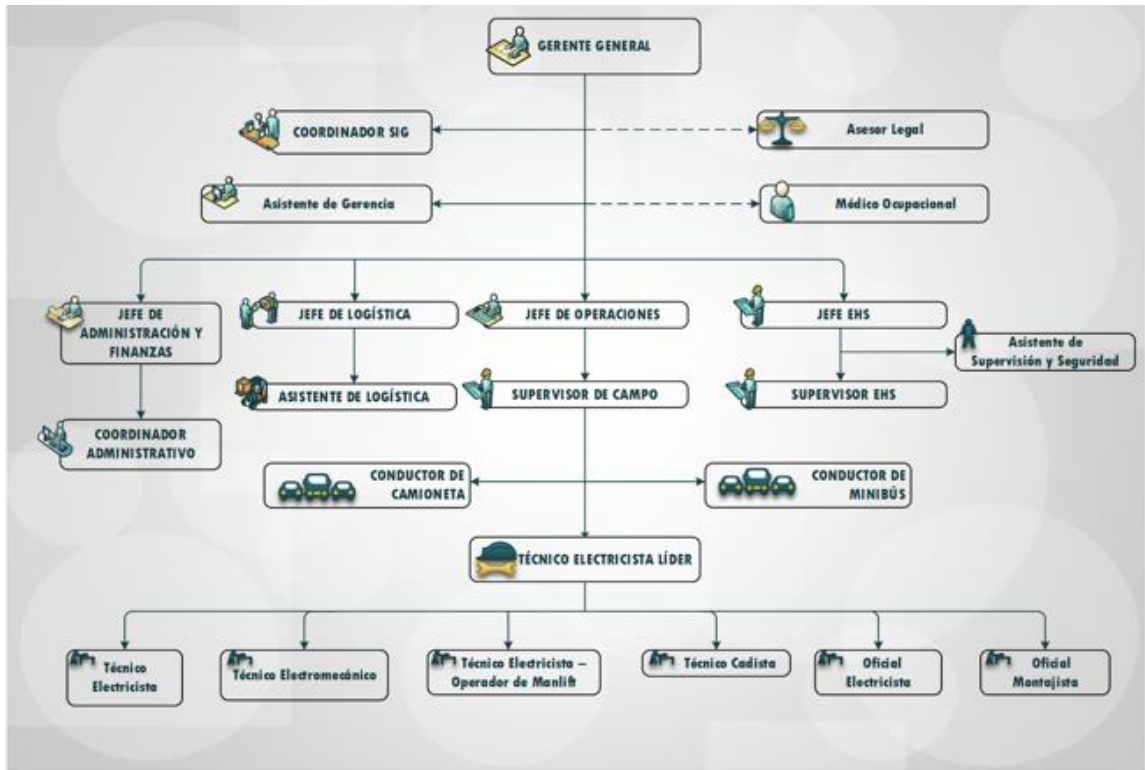 GERENTE GENERAL
COORDINADOR SIG
Asesor Legal
Asistente de Gerencia
Médico Ocupacional
JEFE DE
ADMINISTRACIÓN Y
FINANZAS
JEFE DE LOGÍSTICA
JEFE DE OPERACIONES
JEFE EHS
Asistente de
Supervisión y Seguridad
ASISTENTE DE LOGÍSTICA
SUPERVISOR DE CAMPO
SUPERVISOR EHS
COORDINADOR
ADMINISTRATIVO
CONDUCTOR DE
CAMIONETA
CONDUCTOR DE
MINIBÚS
TÉCNICO ELECTRICISTA LÍDER
Técnico
Electricista
Técnico Electromecánico
Técnico Electricista –
Operador de Manlift
Técnico Cadista
Oficial
Electricista
Oficial
Montajista